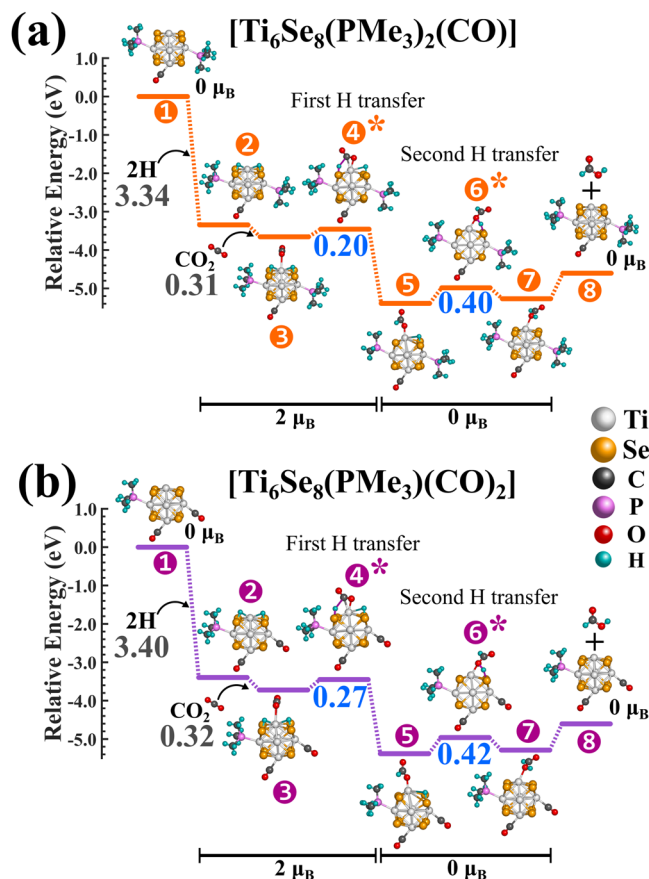 (a) [Ti6Se8(PMe3)2(CO)]
Relative Energy (eV)
1.0
0.0
-1.0
-2.0
-3.0
-4.0
-5.0
0 μB
1
2H
3.34
2
CO2
0.31
3
First H transfer
4*
0.20
5
Second H transfer
6*
0.40
7
+
0 μB
8
2 μB
0 μB
Ti
Se
C
P
O
H
(b) [Ti6Se8(PMe3)(CO)2]
Relative Energy (eV)
1.0
0.0
-1.0
-2.0
-3.0
-4.0
-5.0
0 μB
1
2H
3.40
2
CO2
0.32
3
First H transfer
4*
0.27
5
Second H transfer
6*
0.42
7
+
0 μB
8
2 μB
0 μB